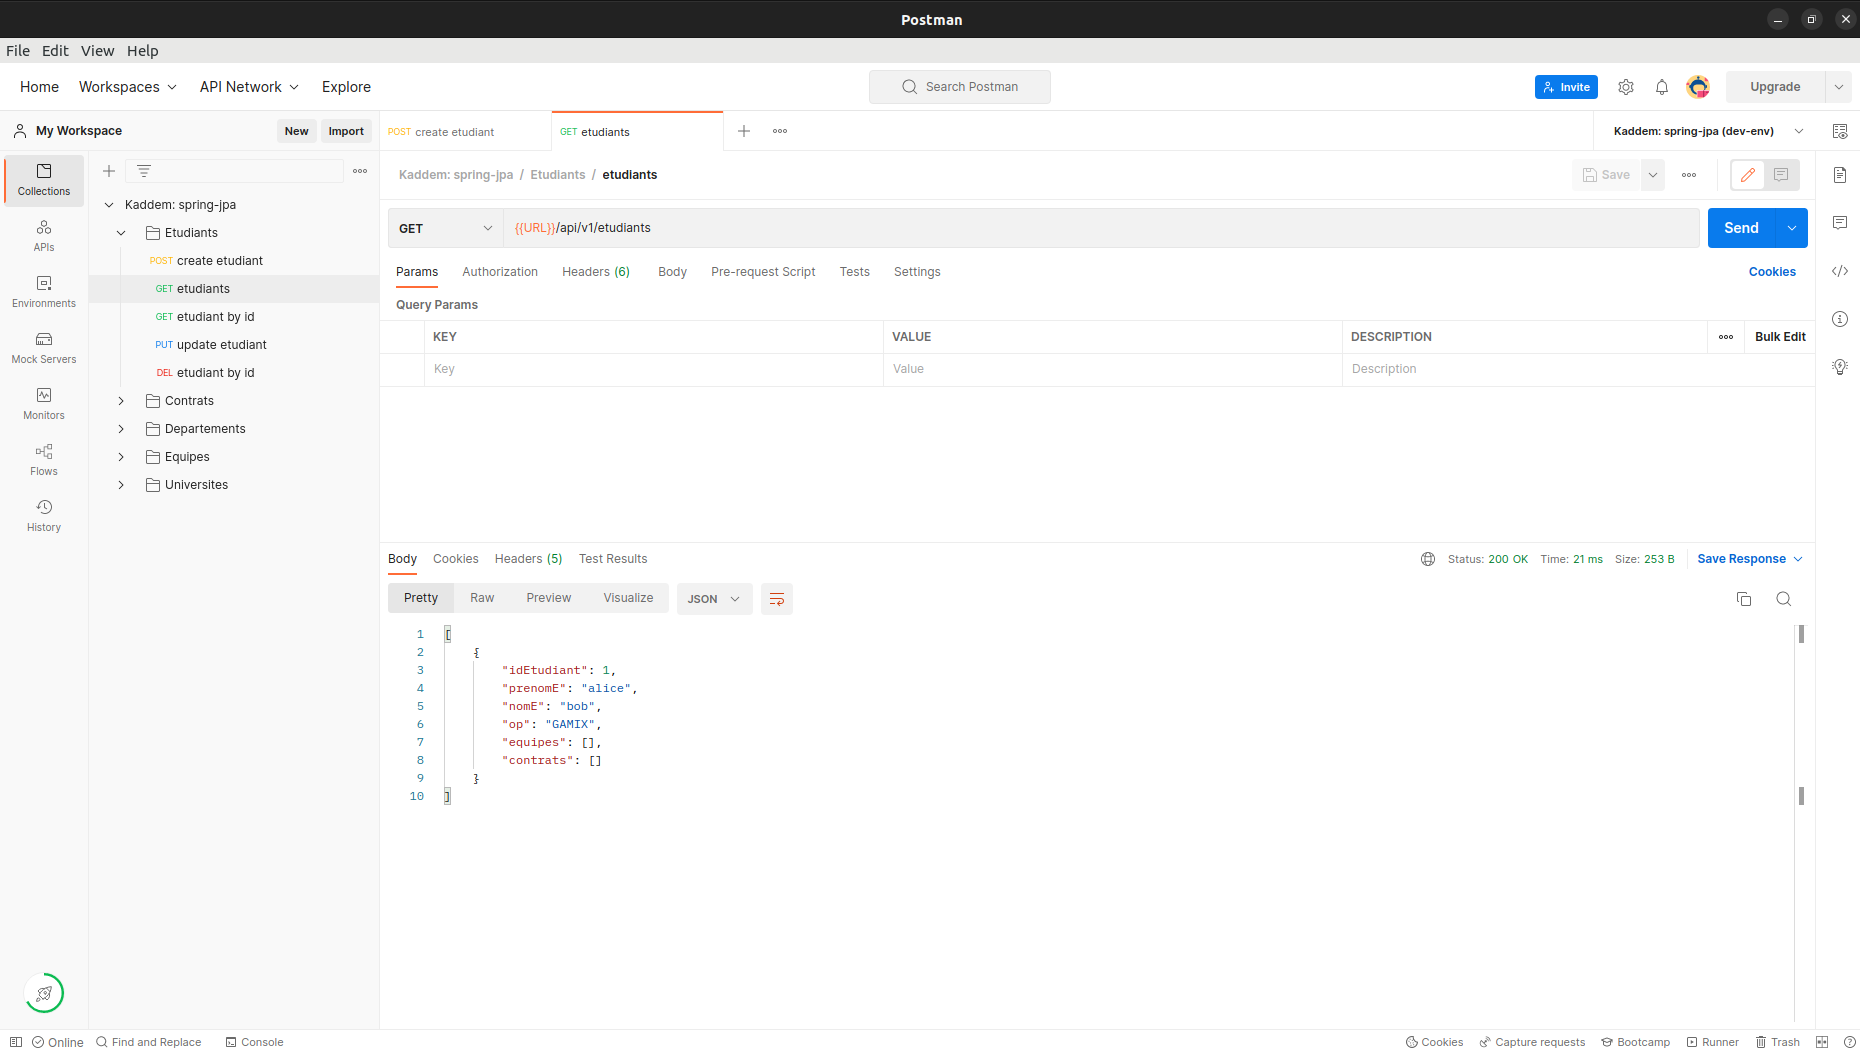 Postman
File Edit View Help
Home Workspaces API Network Explore Search Postman Invite Upgrade
My Workspace New Import POST create etudiant GET etudiants Kaddem: spring-jpa (dev-env)
Collections
APIs
Environments
Mock Servers
Monitors
Flows
History
Kaddem: spring-jpa
Etudiants
POST create etudiant
GET etudiants
GET etudiant by id
PUT update etudiant
DEL etudiant by id
Contrats
Departements
Equipes
Universites
Kaddem: spring-jpa / Etudiants / etudiants Save
GET {{URL}}/api/v1/etudiants Send
Params Authorization Headers (6) Body Pre-request Script Tests Settings Cookies
Query Params
KEY VALUE DESCRIPTION Bulk Edit
Key Value Description
Body Cookies Headers (5) Test Results Status: 200 OK Time: 21 ms Size: 253 B Save Response
Pretty Raw Preview Visualize JSON
1 [
2 {
3 "idEtudiant": 1,
4 "prenomE": "alice",
5 "nomE": "bob",
6 "op": "GAMIX",
7 "equipes": [],
8 "contrats": []
9 }
10 ]
Online Find and Replace Console Cookies Capture requests Bootcamp Runner Trash